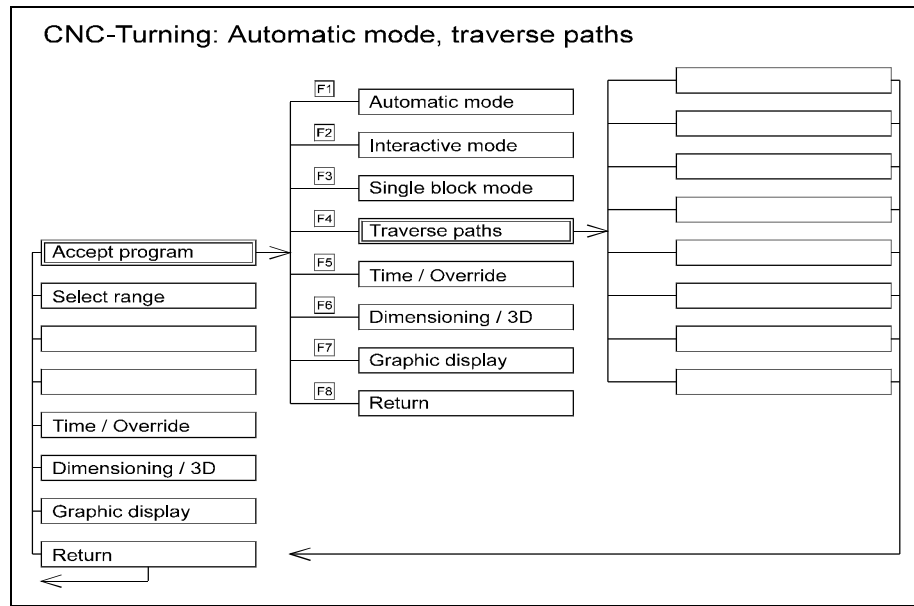 CNC-Turning: Automatic mode, traverse paths
F1
Automatic mode
F2
Interactive mode
F3
Single block mode
F4
Traverse paths
F5
Time / Override
F6
Dimensioning / 3D
F7
Graphic display
F8
Return
Accept program
Select range
Time / Override
Dimensioning / 3D
Graphic display
Return